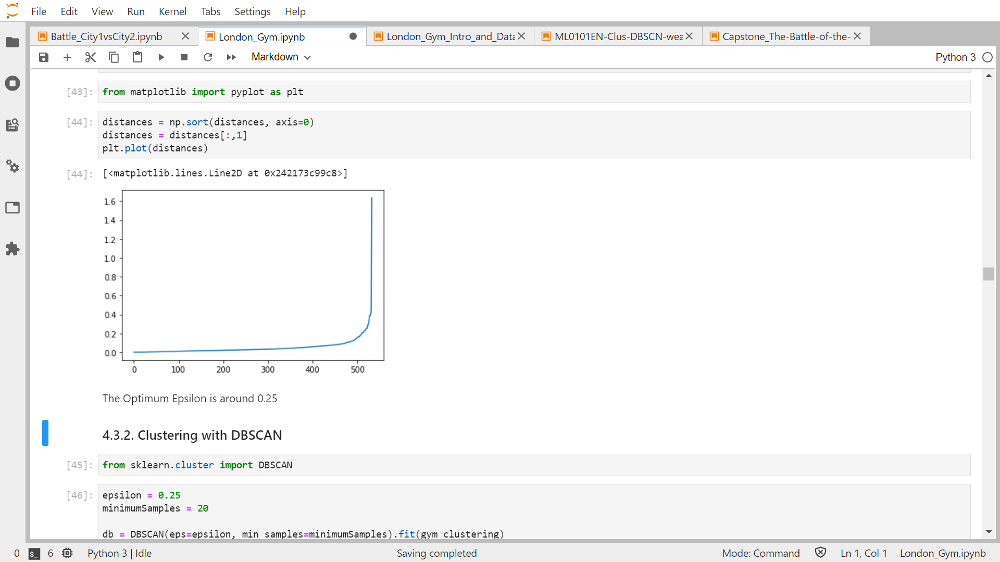 File Edit View Run Kernel Tabs Settings Help
Battle_City1vsCity2.ipynb London_Gym.ipynb London_Gym_Intro_and_Data ML0101EN-Clus-DBSCN-wea Capstone_The-Battle-of-the-
Markdown Python 3
[43]: from matplotlib import pyplot as plt
[44]: distances = np.sort(distances, axis=0)
distances = distances[:,1]
plt.plot(distances)
[44]: [<matplotlib.lines.Line2D at 0x242173c99c8>]
1.6
1.4
1.2
1.0
0.8
0.6
0.4
0.2
0.0
0 100 200 300 400 500
The Optimum Epsilon is around 0.25
4.3.2. Clustering with DBSCAN
[45]: from sklearn.cluster import DBSCAN
[46]: epsilon = 0.25
minimumSamples = 20
db = DBSCAN(eps=epsilon, min_samples=minimumSamples).fit(gym_clustering)
0 $_ 6 Python 3 | Idle Saving completed Mode: Command Ln 1, Col 1 London_Gym.ipynb